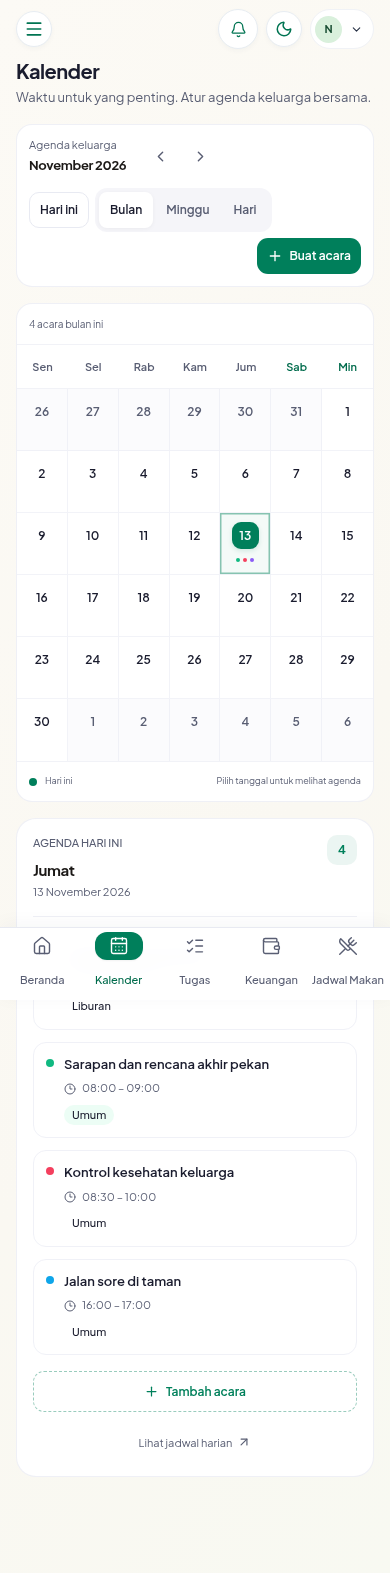 N
Kalender
Waktu untuk yang penting. Atur agenda keluarga bersama.
Agenda keluarga
November 2026
Hari ini Bulan Minggu Hari
Buat acara
4 acara bulan ini
Sen Sel Rab Kam Jum Sab Min
26 27 28 29 30 31 1
2 3 4 5 6 7 8
9 10 11 12 13 14 15
16 17 18 19 20 21 22
23 24 25 26 27 28 29
30 1 2 3 4 5 6
Hari ini Pilih tanggal untuk melihat agenda
AGENDA HARI INI 4
Jumat
13 November 2026
Beranda Kalender Tugas Keuangan Jadwal Makan
Liburan
Sarapan dan rencana akhir pekan
08:00 – 09:00
Umum
Kontrol kesehatan keluarga
08:30 – 10:00
Umum
Jalan sore di taman
16:00 – 17:00
Umum
Tambah acara
Lihat jadwal harian